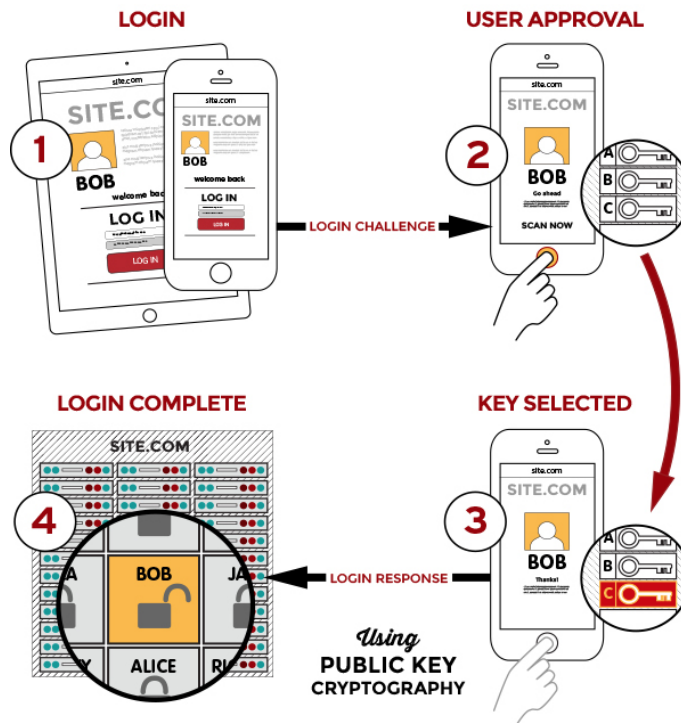 LOGIN
site.com
SITE.COM
BOB
welcome back
LOG IN
LOG IN
site.com
SITE.COM
BOB
welcome back
LOG IN
LOG IN
1
LOGIN CHALLENGE
USER APPROVAL
site.com
SITE.COM
2
BOB
Go ahead
SCAN NOW
A
B
C
LOGIN COMPLETE
SITE.COM
4
A
BOB
JA
Y
ALICE
RU
LOGIN RESPONSE
KEY SELECTED
site.com
SITE.COM
3
BOB
Thanks!
A
B
C
Using
PUBLIC KEY
CRYPTOGRAPHY